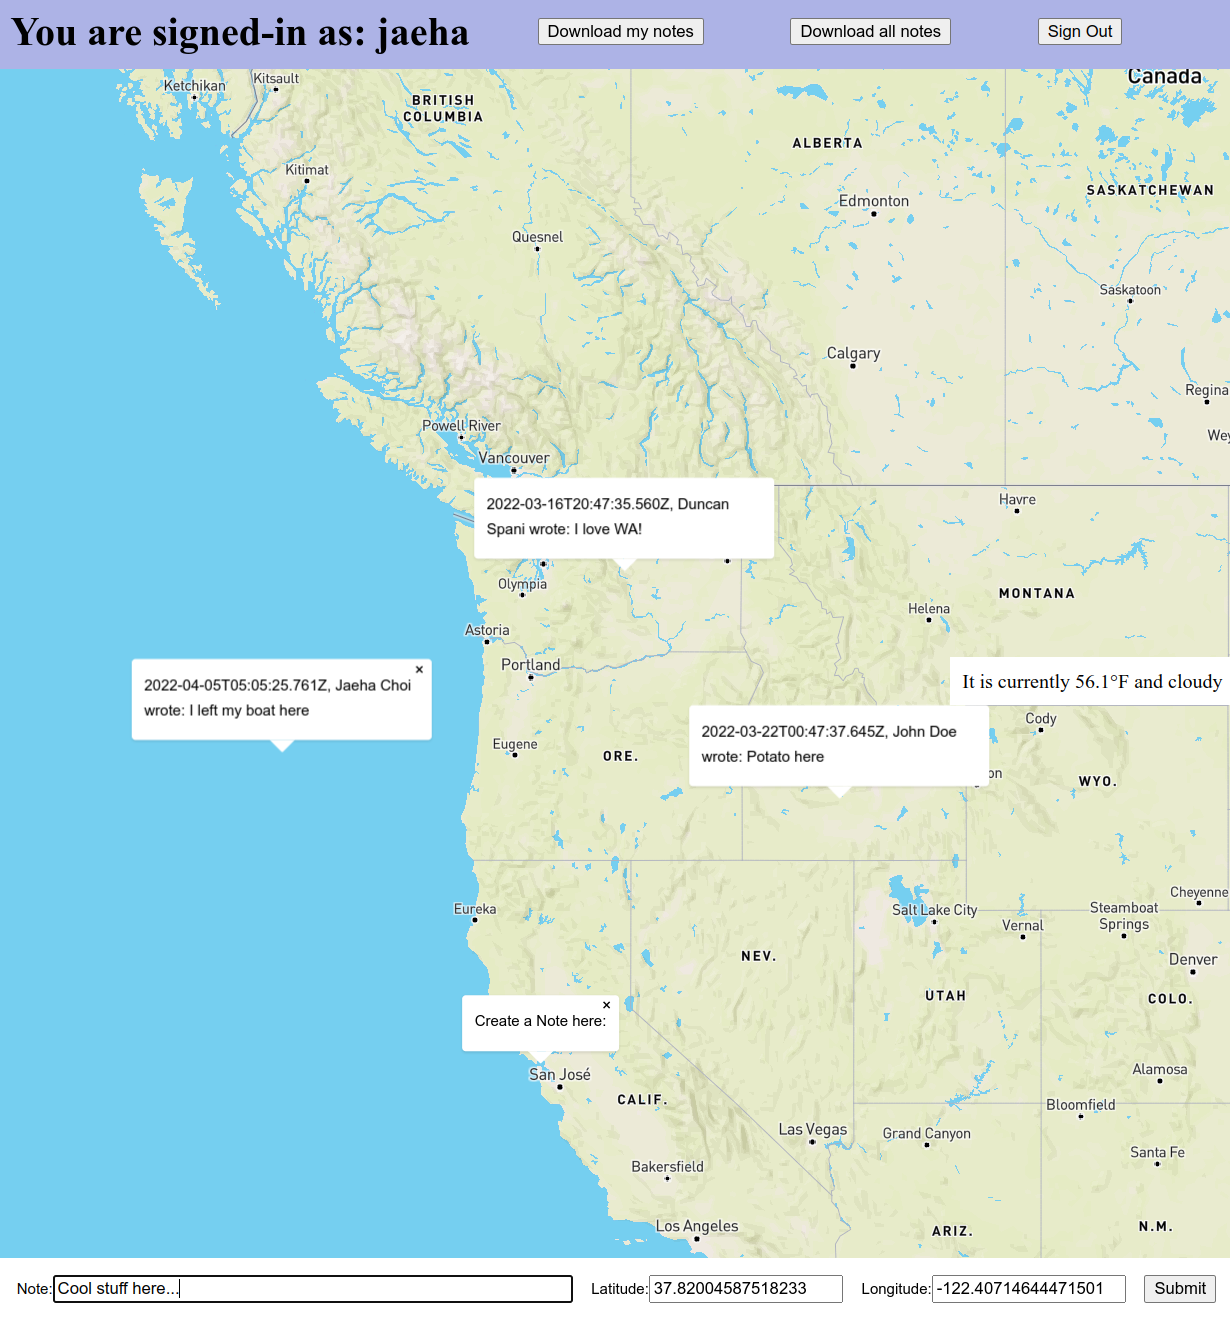 You are signed-in as: jaeha
Download my notes
Download all notes
Sign Out
Canada
Ketchikan
Kitsault
BRITISH
COLUMBIA
ALBERTA
Kitimat
SASKATCHEWAN
Edmonton
Quesnel
Saskatoon
Calgary
Regina
Powell River
Wey
Vancouver
2022-03-16T20:47:35.560Z, Duncan
Spani wrote: I love WA!
Havre
Olympia
MONTANA
Helena
Astoria
Portland
2022-04-05T05:05:25.761Z, Jaeha Choi
wrote: I left my boat here
×
It is currently 56.1°F and cloudy
Cody
2022-03-22T00:47:37.645Z, John Doe
wrote: Potato here
Eugene
ORE.
on
WYO.
Cheyenne
Eureka
Salt Lake City
Steamboat
Springs
Vernal
NEV.
Denver
UTAH
COLO.
×
Create a Note here:
San José
CALIF.
Alamosa
Bloomfield
Las Vegas
Grand Canyon
Santa Fe
Bakersfield
Los Angeles
ARIZ.
N.M.
Note: Cool stuff here...
Latitude: 37.82004587518233
Longitude: -122.40714644471501
Submit